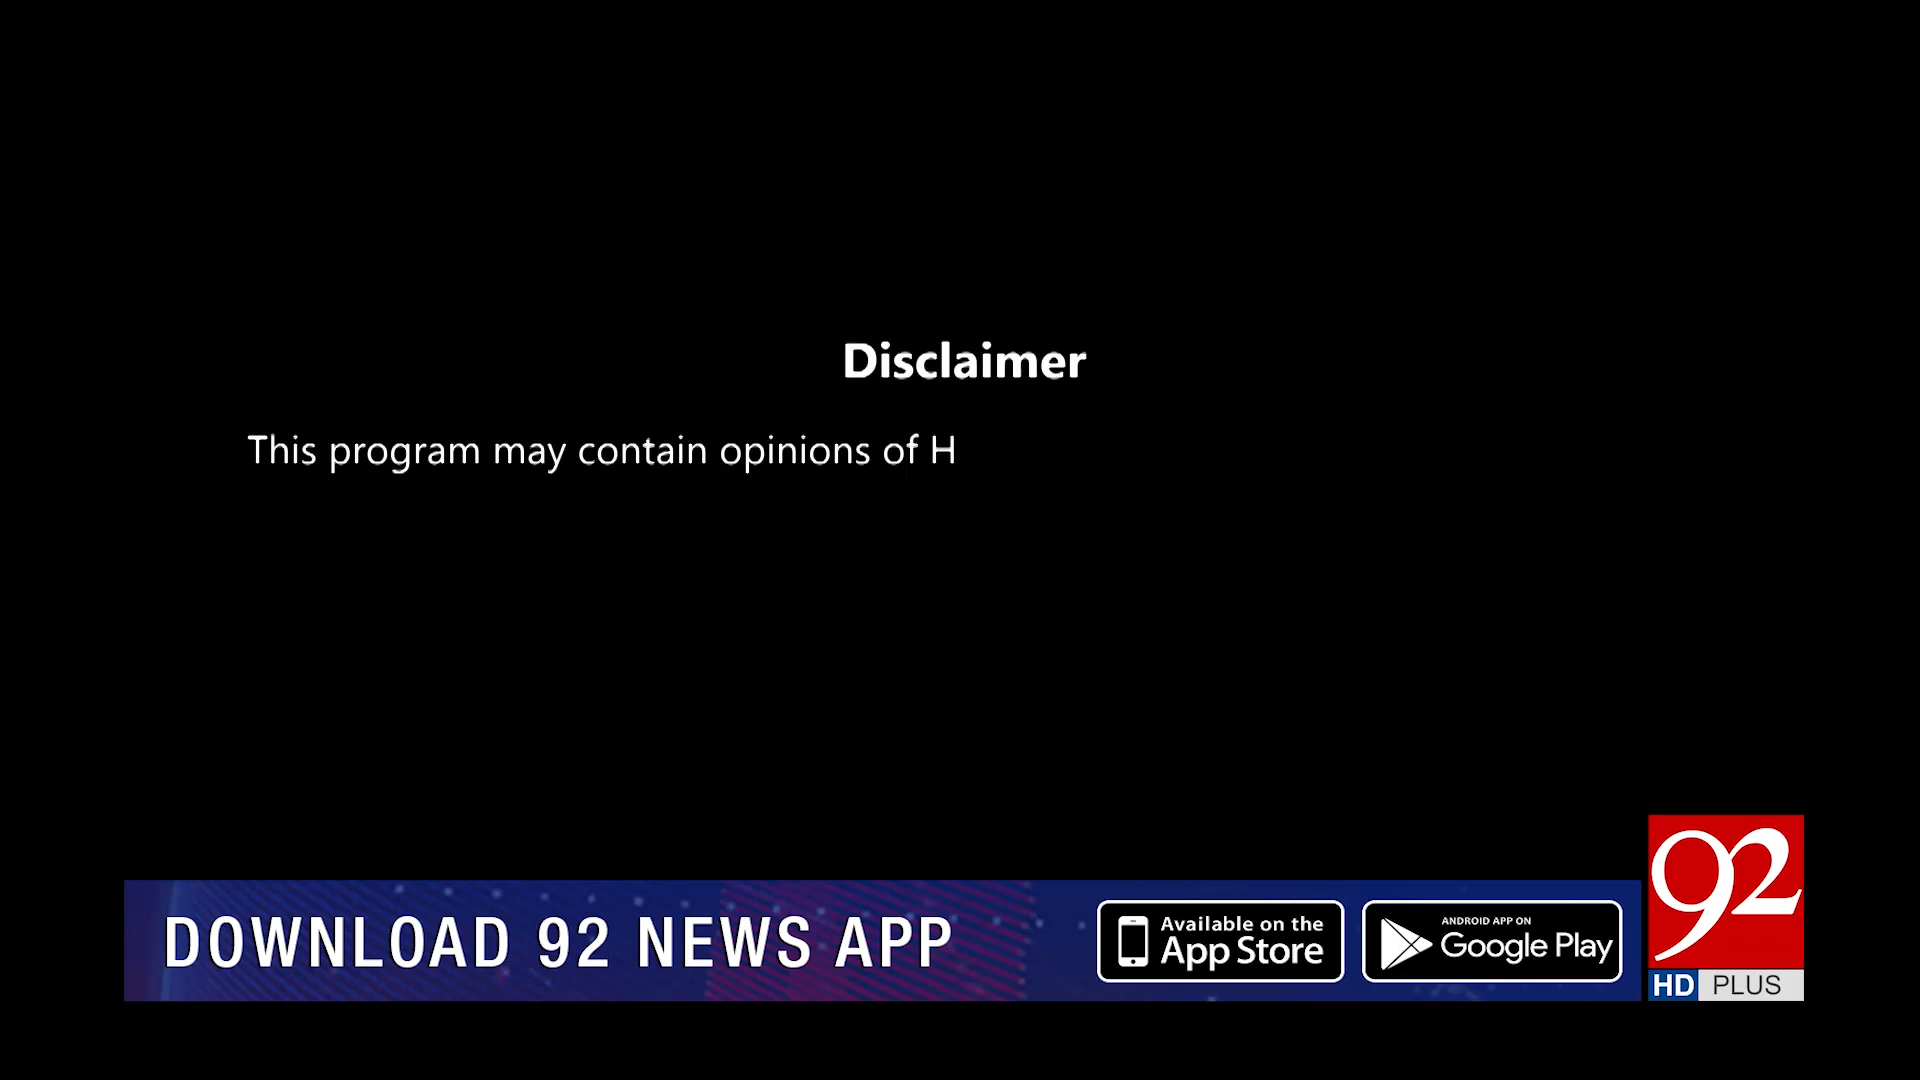 Disclaimer
This program may contain opinions of H
DOWNLOAD 92 NEWS APP
Available on the
App Store
ANDROID APP ON
Google Play
92
HD PLUS